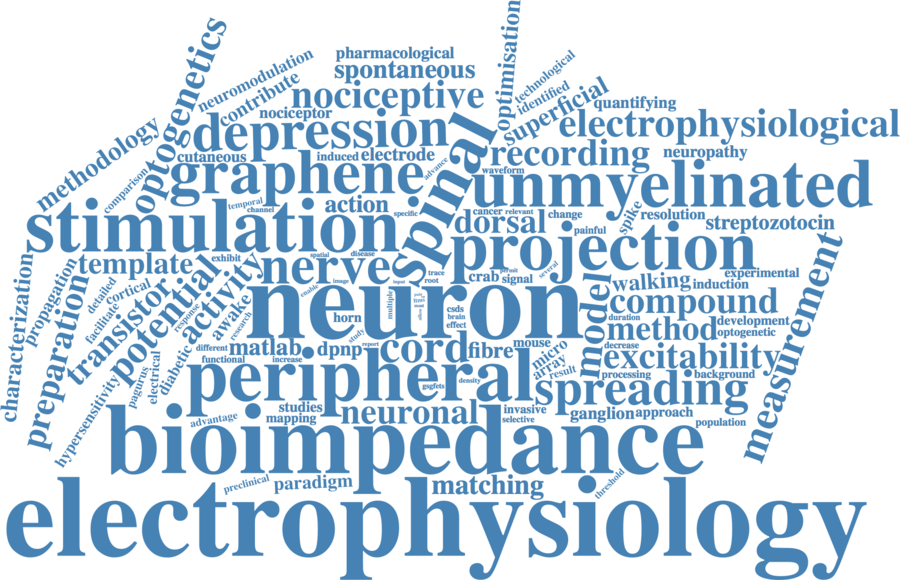 pharmacological
spontaneous
nociceptive
optogenetics
neuromodulation
contribute
nociceptor
depression
optimisation
technological
identified
superficial
quantifying
electrophysiological
methodology
cutaneous
induced
electrode
advance
spinal
recording
neuropathy
waveform
comparison
graphene
unmyelinated
temporal
channel
action
specific
cancer
relevant
change
spike
resolution
streptozotocin
stimulation
dorsal
painful
projection
measurement
characterization
propagation
template
exhibit
spatial
disease
nerve
trace
root
crab
permit
signal
several
walking
experimental
induction
detailed
cortical
facilitate
transistor
potential
activity
response
awake
research
enable
image
input
multiple
neuron
horn
csds
brain
effect
model
compound
duration
method
development
optogenetic
preparation
different
functional
matlab
increase
dpnp
study
report
cord
fibre
mouse
micro
array
result
decrease
excitability
processing
background
hypersensitivity
pagurus
electrical
diabetic
peripheral
gsgfets
density
spreading
advantage
studies
mapping
neuronal
invasive
selective
ganglion
approach
population
bioimpedance
preclinical
paradigm
matching
threshold
electrophysiology